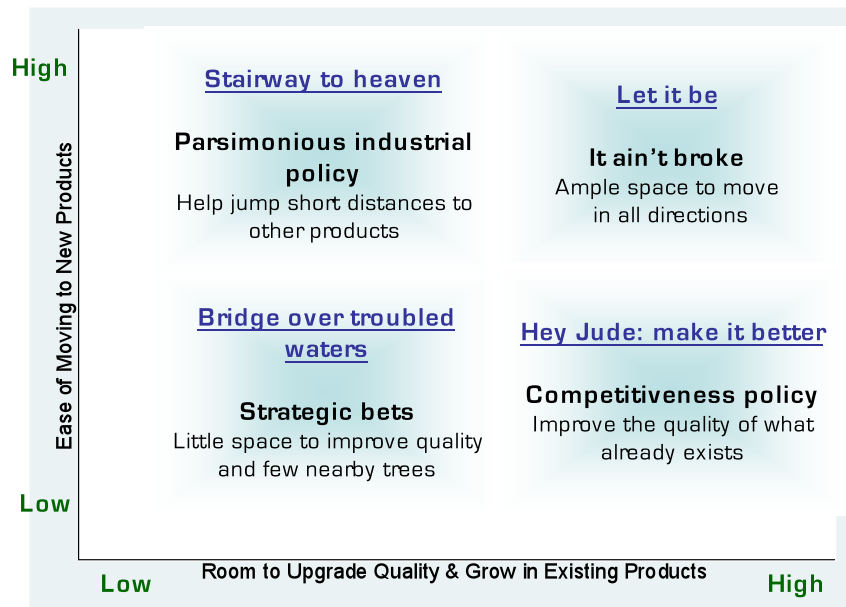 High
Stairway to heaven
Parsimonious industrial
policy
Help jump short distances to
other products
Let it be
It ain't broke
Ample space to move
in all directions
Ease of Moving to New Products
Bridge over troubled
waters
Strategic bets
Little space to improve quality
and few nearby trees
Hey Jude: make it better
Competitiveness policy
Improve the quality of what
already exists
Low
Low
Room to Upgrade Quality & Grow in Existing Products
High